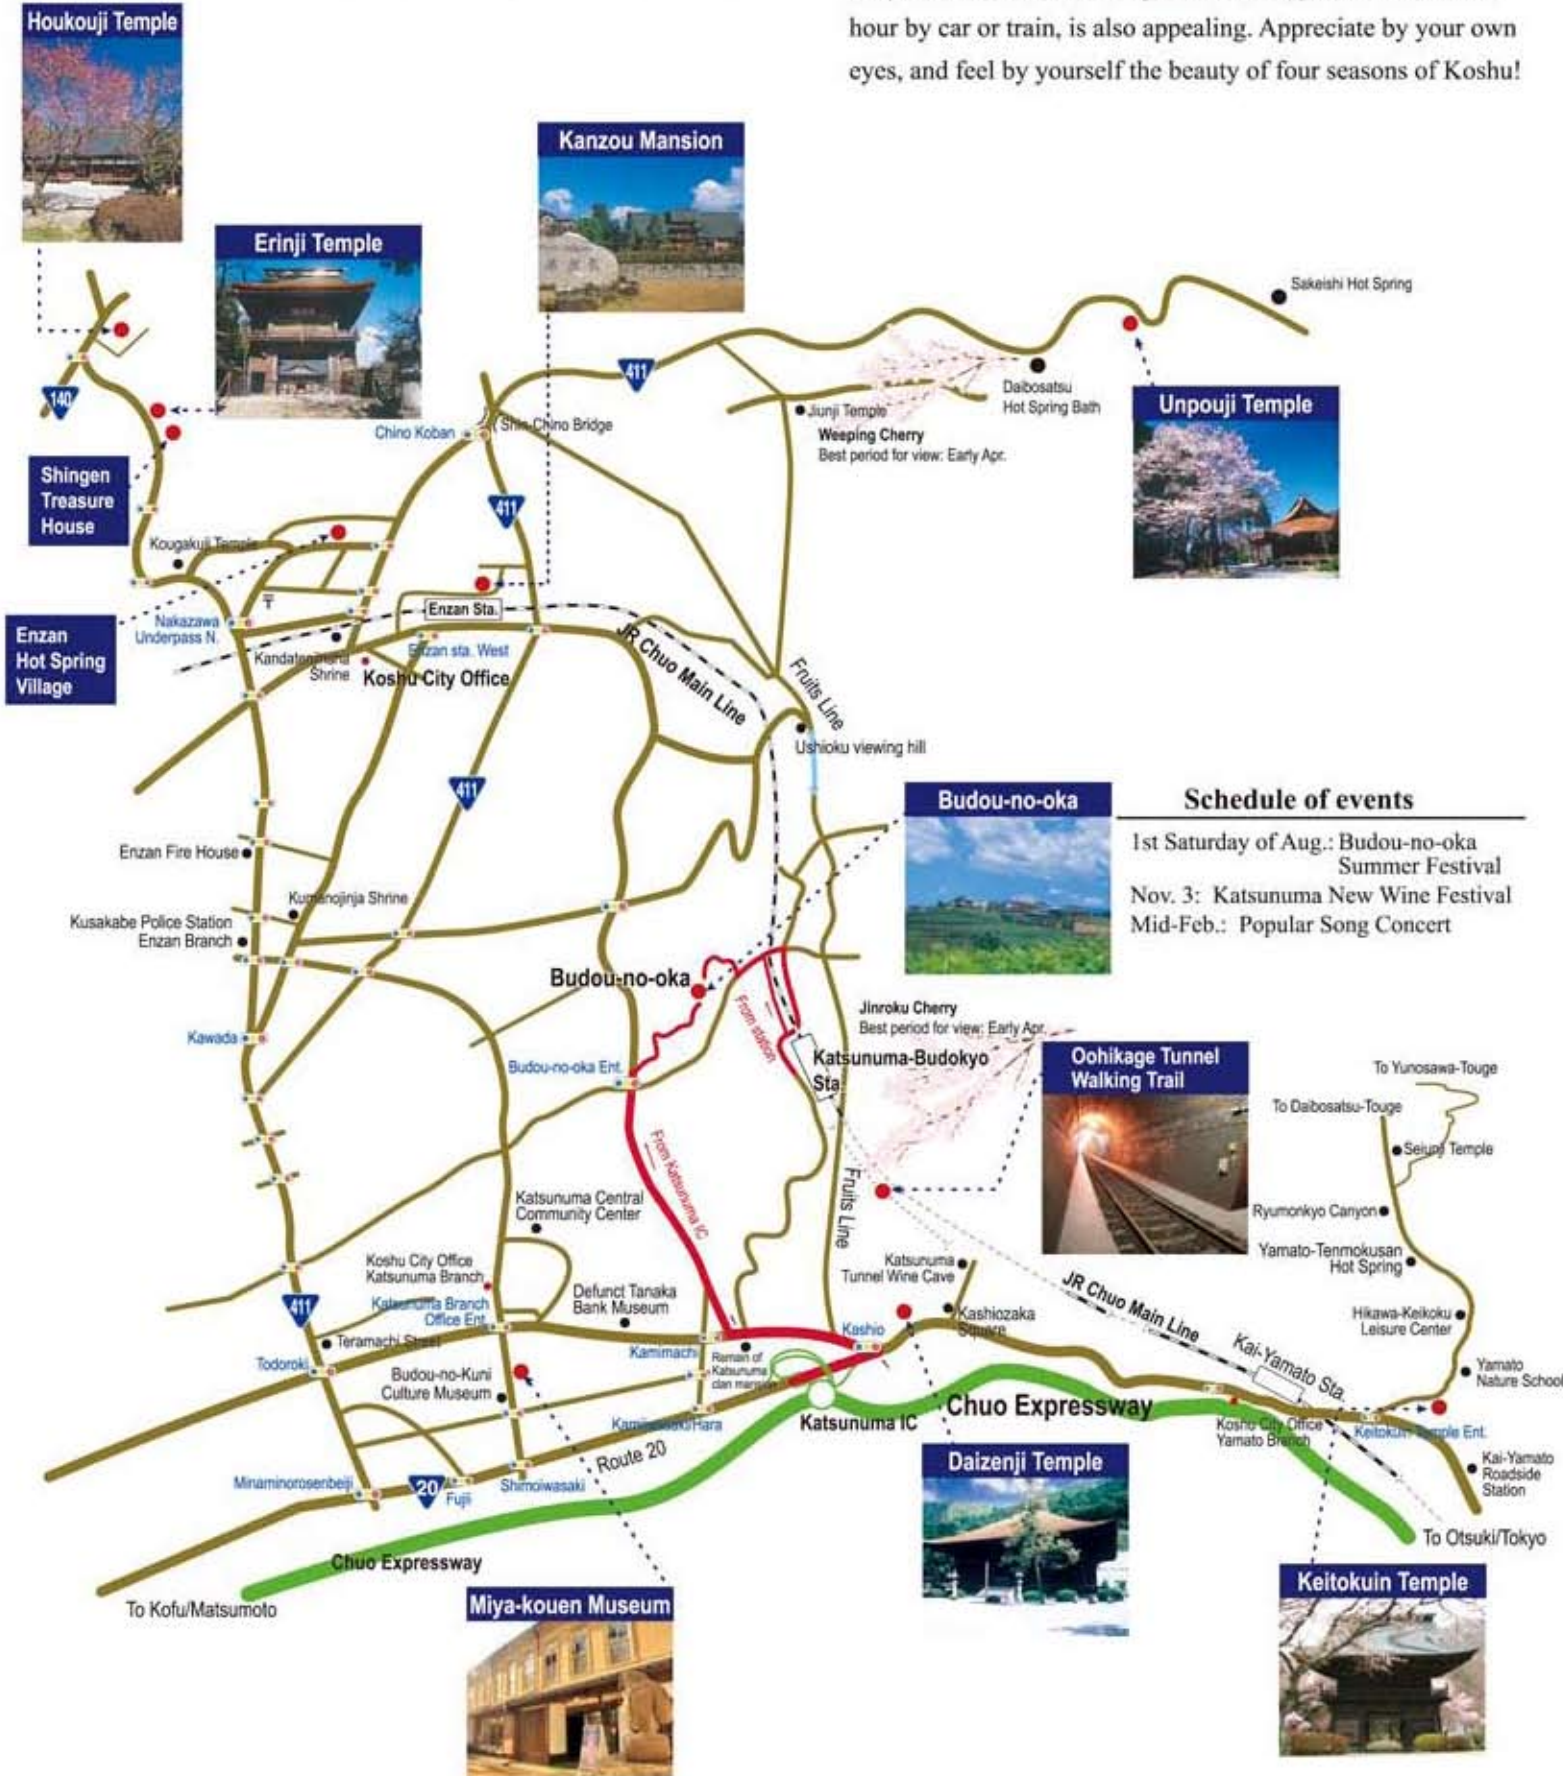 hour by car or train, is also appealing. Appreciate by your own
eyes, and feel by yourself the beauty of four seasons of Koshu!
Houkouji Temple
Kanzou Mansion
Erinji Temple
Sakeishi Hot Spring
411
140
Daibosatsu
Hot Spring Bath
Unpouji Temple
Jiunji Temple
Weeping Cherry
Best period for view: Early Apr.
Chino Koban
Shin-Chino Bridge
Shingen
Treasure
House
411
Kougakuji Temple
〒
Enzan Sta.
Nakazawa
Underpass N.
Enzan
Hot Spring
Village
Shrine
Enzan sta. West
Koshu City Office
JR Chuo Main Line
Fruits Line
Ushioku viewing hill
411
Budou-no-oka
Schedule of events
1st Saturday of Aug.: Budou-no-oka
Summer Festival
Nov. 3: Katsunuma New Wine Festival
Mid-Feb.: Popular Song Concert
Enzan Fire House
Kumanojinja Shrine
Kusakabe Police Station
Enzan Branch
Budou-no-oka
From station
Jinroku Cherry
Best period for view: Early Apr.
Kawada
Budou-no-oka Ent.
Katsunuma-Budokyo
Sta.
Oohikage Tunnel
Walking Trail
To Yunosawa-Touge
To Daibosatsu-Touge
Seiunji Temple
From Katsunuma IC
Fruits Line
Katsunuma Central
Community Center
Ryumonkyo Canyon
Yamato-Tenmokusan
Hot Spring
Koshu City Office
Katsunuma Branch
Katsunuma
Tunnel Wine Cave
Defunct Tanaka
Bank Museum
Katsunuma Branch
Office Ent.
411
Kashiozaka
Square
JR Chuo Main Line
Hikawa-Keikoku
Leisure Center
Teramachi Street
Kashio
Todoroki
Kamimachi
Remain of
Katsunuma
clan mansion
Kai-Yamato Sta.
Yamato
Nature School
Budou-no-Kuni
Culture Museum
Chuo Expressway
Katsunuma IC
Koshu City Office
Yamato Branch
Keitokuin Temple Ent.
Route 20
Daizenji Temple
Kai-Yamato
Roadside
Station
Minaminorosenbeiji
20
Fujii
Shimoiwasaki
Chuo Expressway
To Otsuki/Tokyo
To Kofu/Matsumoto
Miya-kouen Museum
Keitokuin Temple